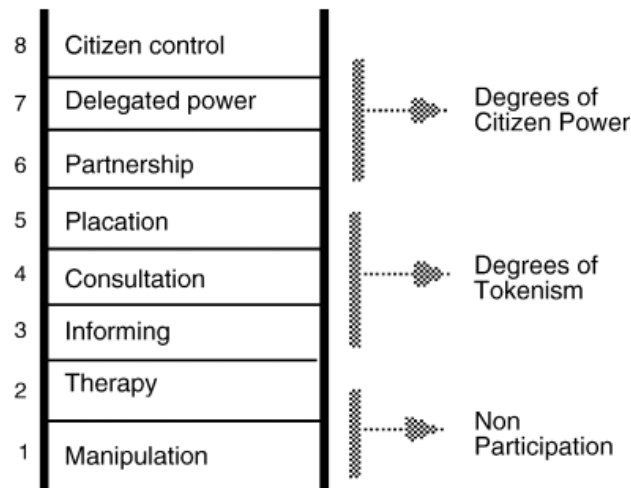 8 Citizen control
7 Delegated power
6 Partnership
Degrees of
Citizen Power
5 Placation
4 Consultation
3 Informing
Degrees of
Tokenism
2 Therapy
1 Manipulation
Non
Participation